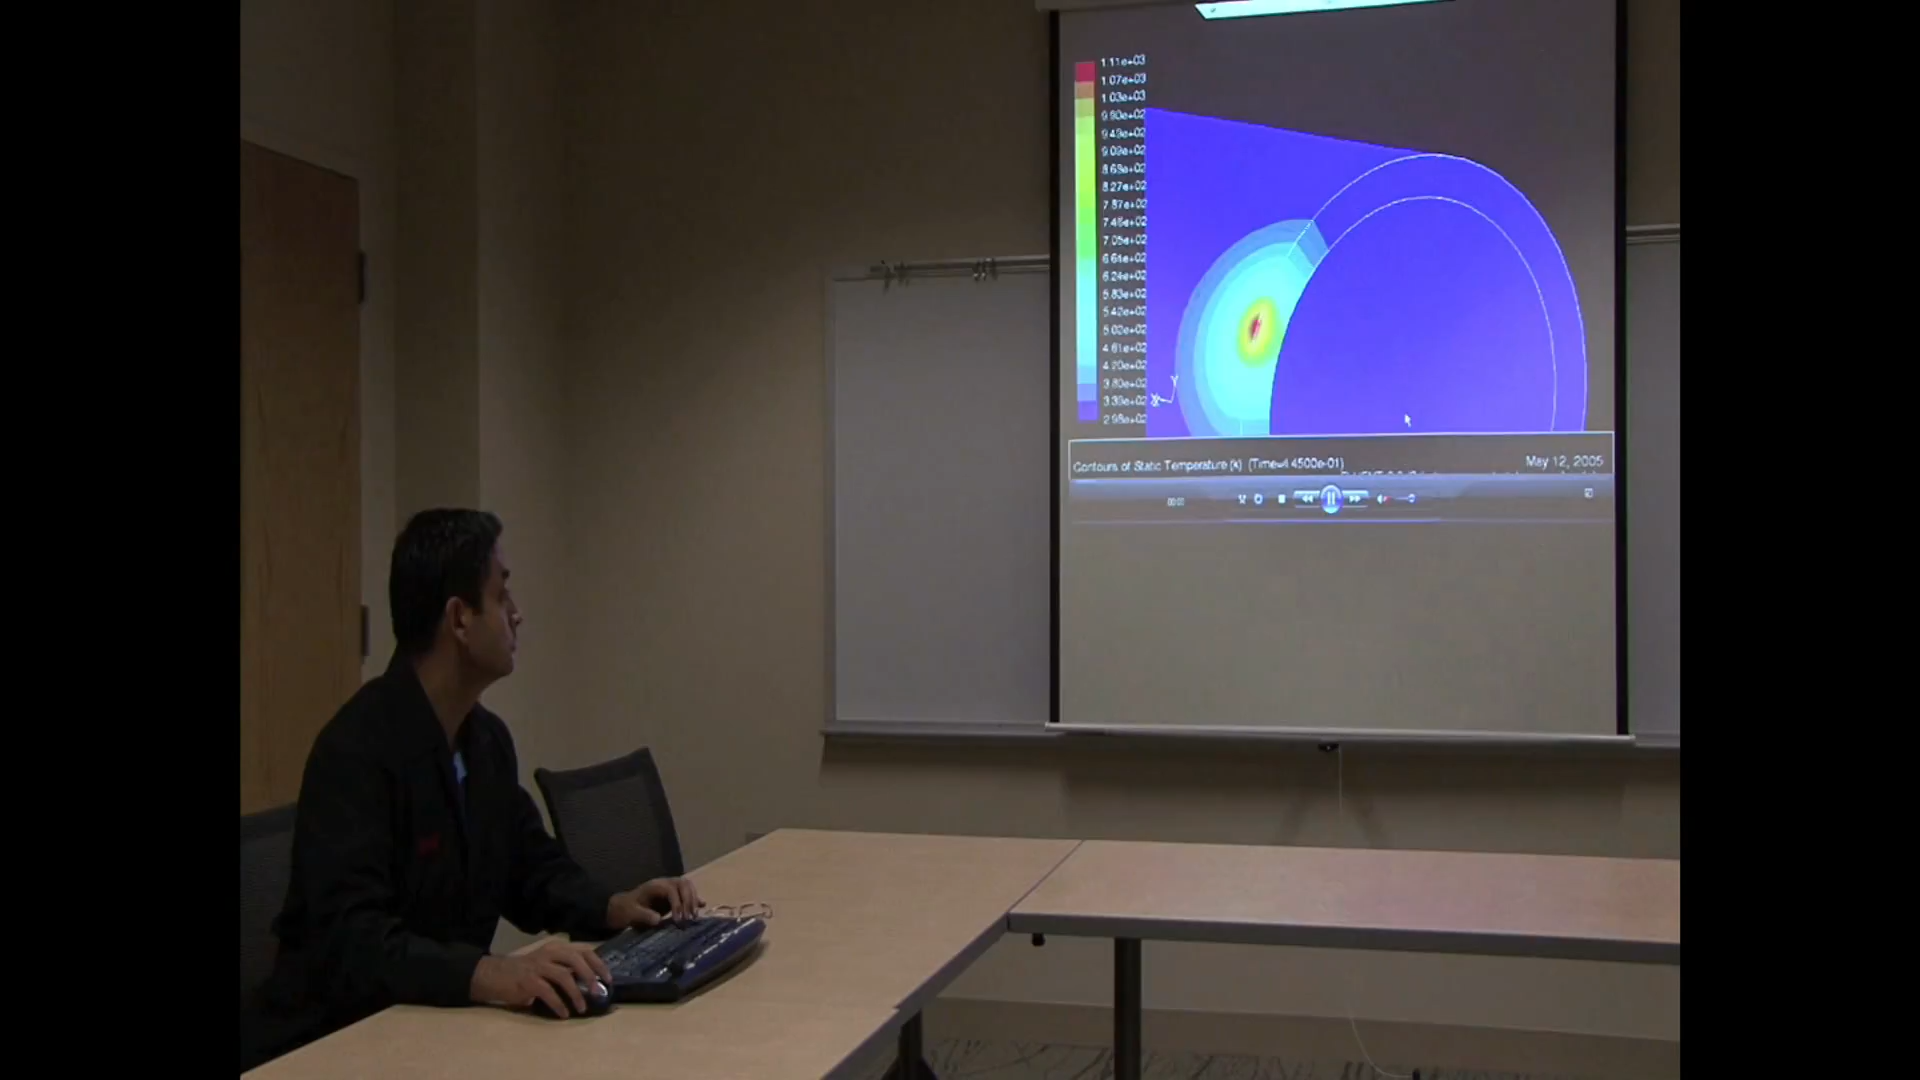 1.11e+03
1.07e+03
1.03e+03
9.90e+02
9.49e+02
9.09e+02
8.68e+02
8.27e+02
7.87e+02
7.46e+02
7.05e+02
6.64e+02
6.24e+02
5.83e+02
5.42e+02
5.02e+02
4.61e+02
4.20e+02
3.80e+02
3.39e+02
2.98e+02
Y
X
Contours of Static Temperature (k) (Time=4.4500e-01)
May 12, 2005